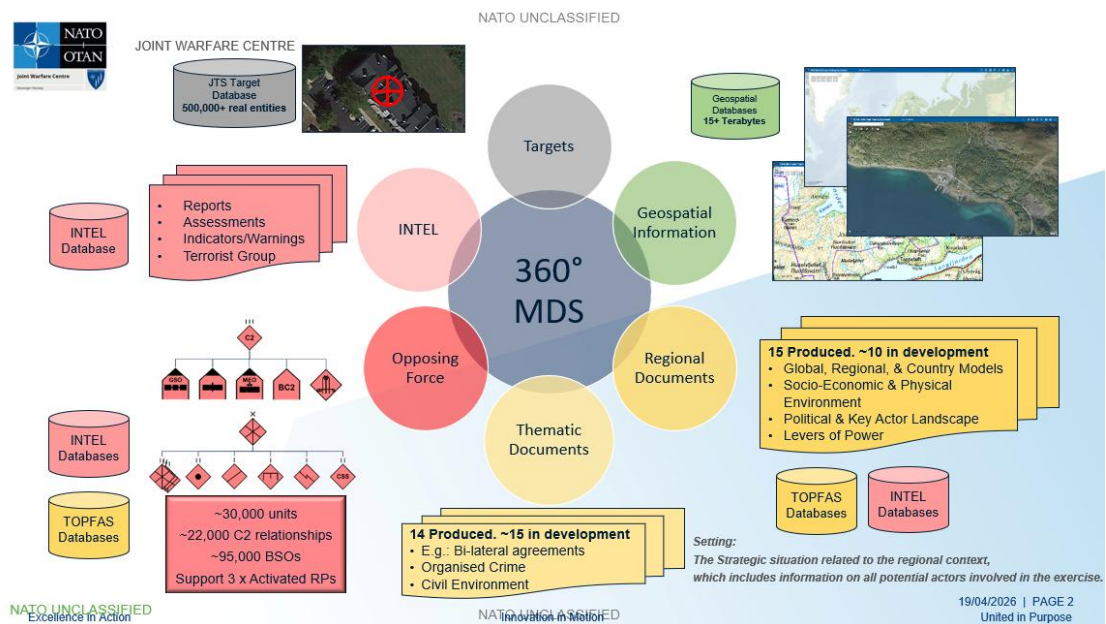 NATO UNCLASSIFIED
NATO
OTAN
Joint Warfare Centre
JOINT WARFARE CENTRE
JTS Target
Database
500,000+ real entities
Geospatial
Databases
15+ Terabytes
Targets
INTEL
Geospatial
Information
360°
MDS
Opposing
Force
Regional
Documents
Thematic
Documents
INTEL
Database
• Reports
• Assessments
• Indicators/Warnings
• Terrorist Group
C2
GSO
MEO
BC2
CSS
INTEL
Databases
TOPFAS
Databases
~30,000 units
~22,000 C2 relationships
~95,000 BSOs
Support 3 x Activated RPs
14 Produced. ~15 in development
• E.g.: Bi-lateral agreements
• Organised Crime
• Civil Environment
15 Produced. ~10 in development
• Global, Regional, & Country Models
• Socio-Economic & Physical
Environment
• Political & Key Actor Landscape
• Levers of Power
TOPFAS
Databases
INTEL
Databases
Setting:
The Strategic situation related to the regional context,
which includes information on all potential actors involved in the exercise.
NATO UNCLASSIFIED
Excellence in Action
NATO UNCLASSIFIED
Innovation in Motion
19/04/2026 | PAGE 2
United in Purpose